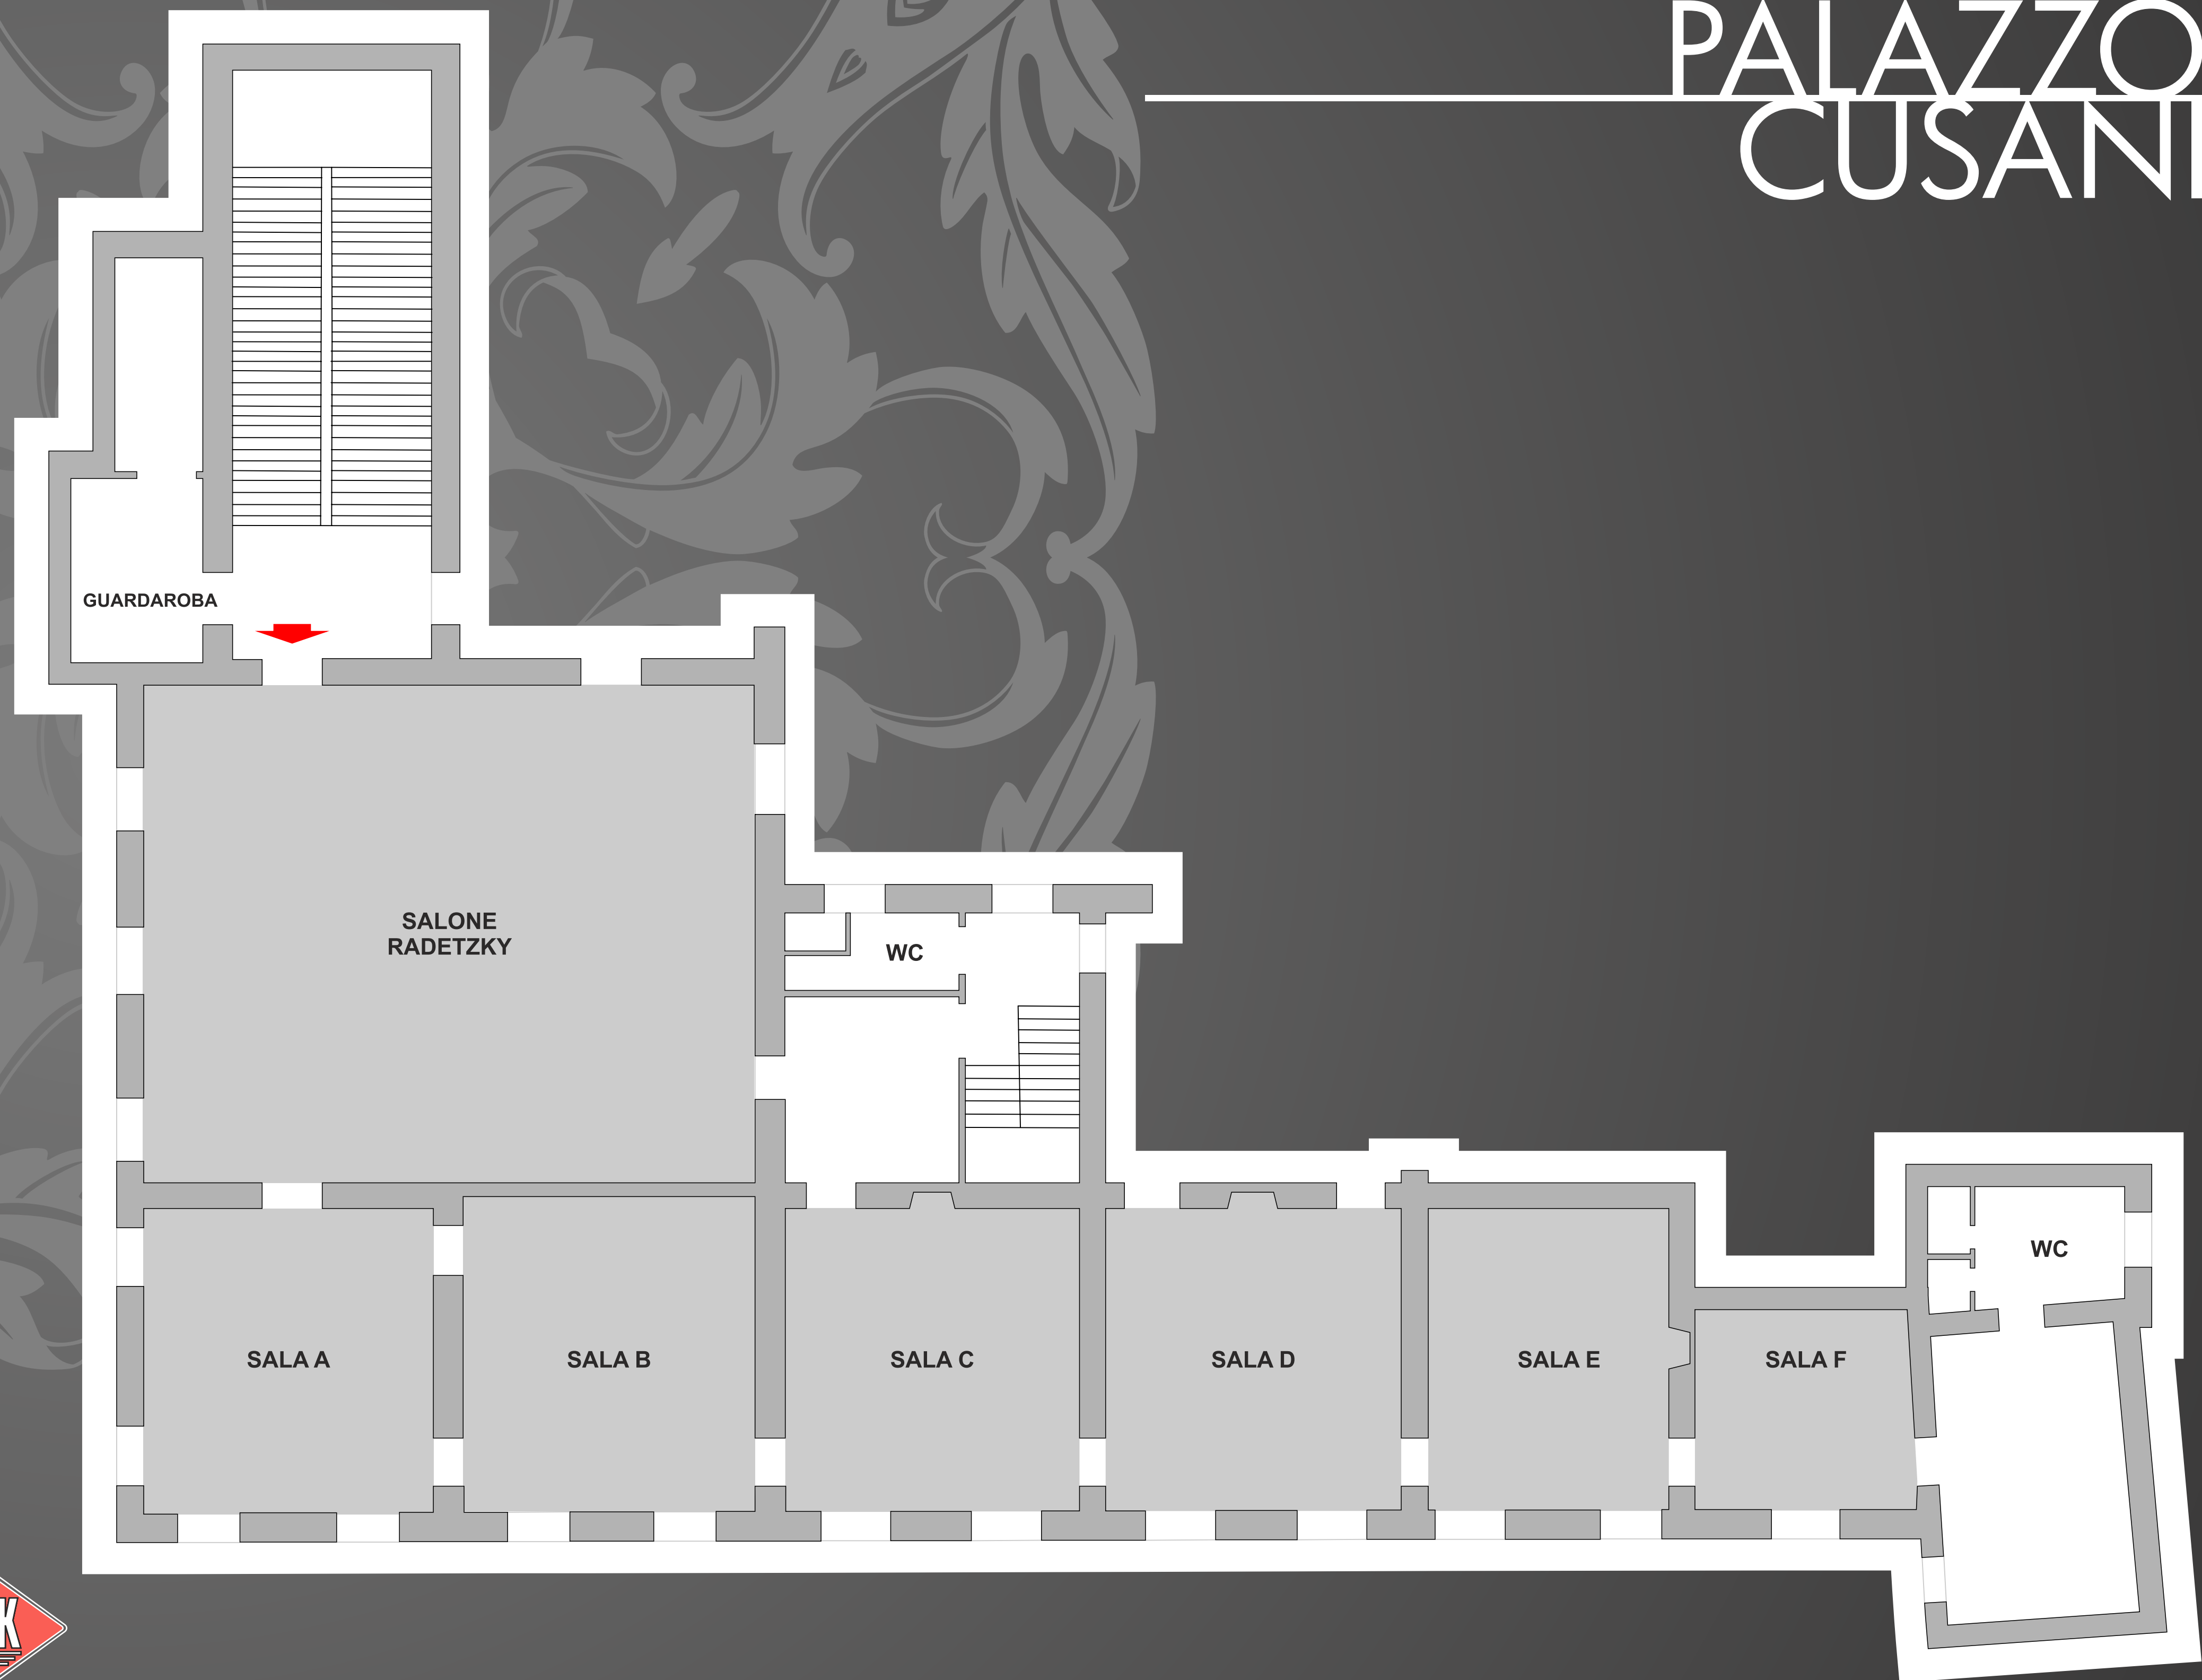 PALAZZO
CUSANI
GUARDAROBA
SALONE
RADETZKY
WC
WC
SALA A
SALA B
SALA C
SALA D
SALA E
SALA F
K